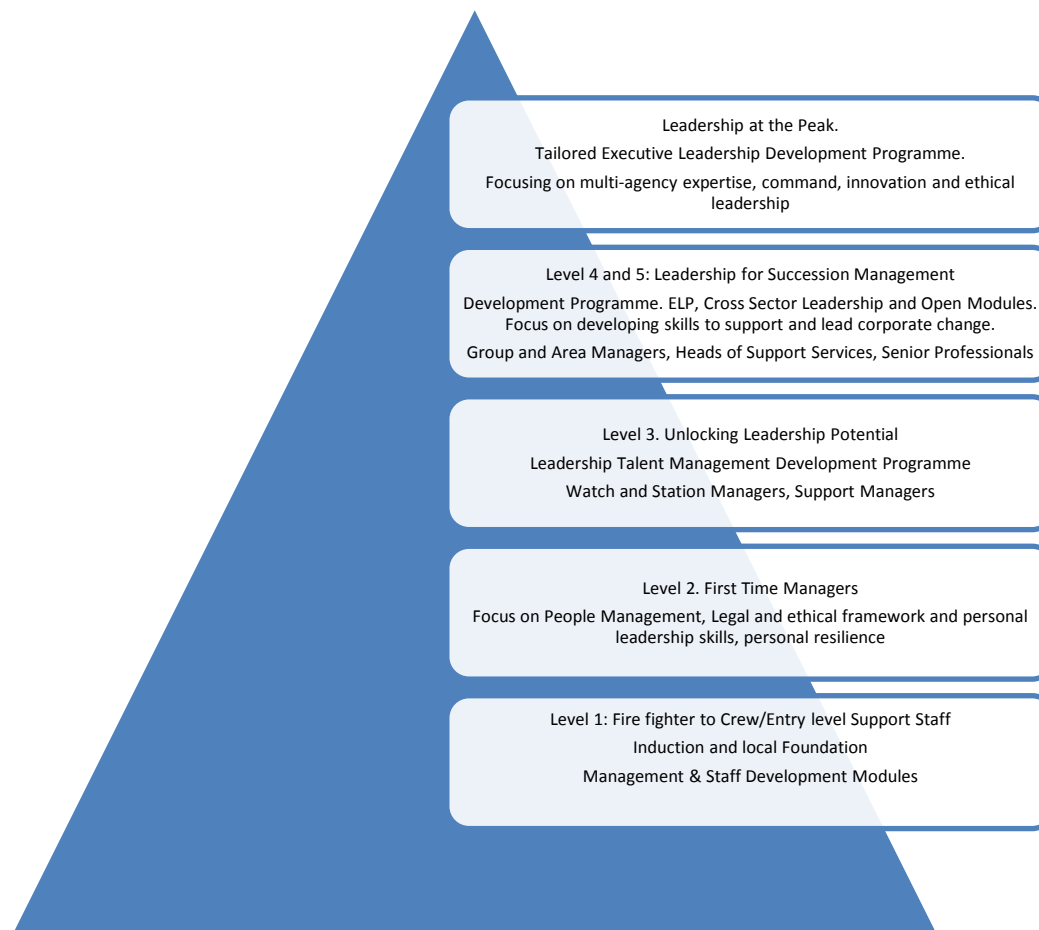 Leadership at the Peak.
Tailored Executive Leadership Development Programme.
Focusing on multi-agency expertise, command, innovation and ethical
leadership
Level 4 and 5: Leadership for Succession Management
Development Programme. ELP, Cross Sector Leadership and Open Modules.
Focus on developing skills to support and lead corporate change.
Group and Area Managers, Heads of Support Services, Senior Professionals
Level 3. Unlocking Leadership Potential
Leadership Talent Management Development Programme
Watch and Station Managers, Support Managers
Level 2. First Time Managers
Focus on People Management, Legal and ethical framework and personal
leadership skills, personal resilience
Level 1: Fire fighter to Crew/Entry level Support Staff
Induction and local Foundation
Management & Staff Development Modules